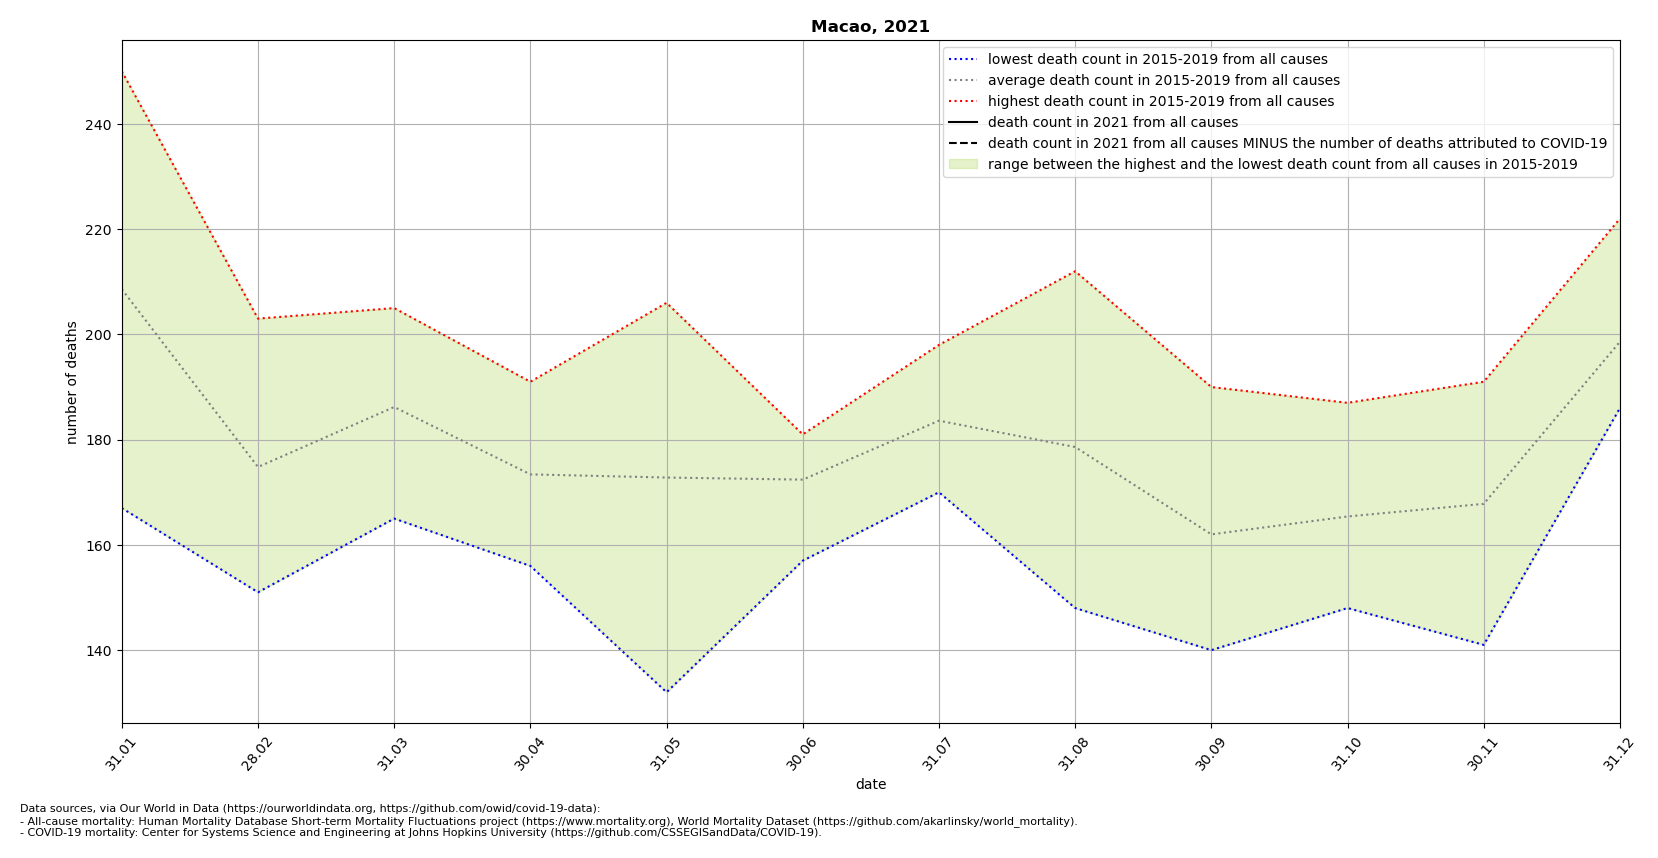 Macao, 2021
lowest death count in 2015-2019 from all causes
average death count in 2015-2019 from all causes
highest death count in 2015-2019 from all causes
death count in 2021 from all causes
death count in 2021 from all causes MINUS the number of deaths attributed to COVID-19
range between the highest and the lowest death count from all causes in 2015-2019
240
220
200
180
160
140
number of deaths
31.01
28.02
31.03
30.04
31.05
30.06
31.07
31.08
30.09
31.10
30.11
31.12
date
Data sources, via Our World in Data (https://ourworldindata.org, https://github.com/owid/covid-19-data):
- All-cause mortality: Human Mortality Database Short-term Mortality Fluctuations project (https://www.mortality.org), World Mortality Dataset (https://github.com/akarlinsky/world_mortality).
- COVID-19 mortality: Center for Systems Science and Engineering at Johns Hopkins University (https://github.com/CSSEGISandData/COVID-19).